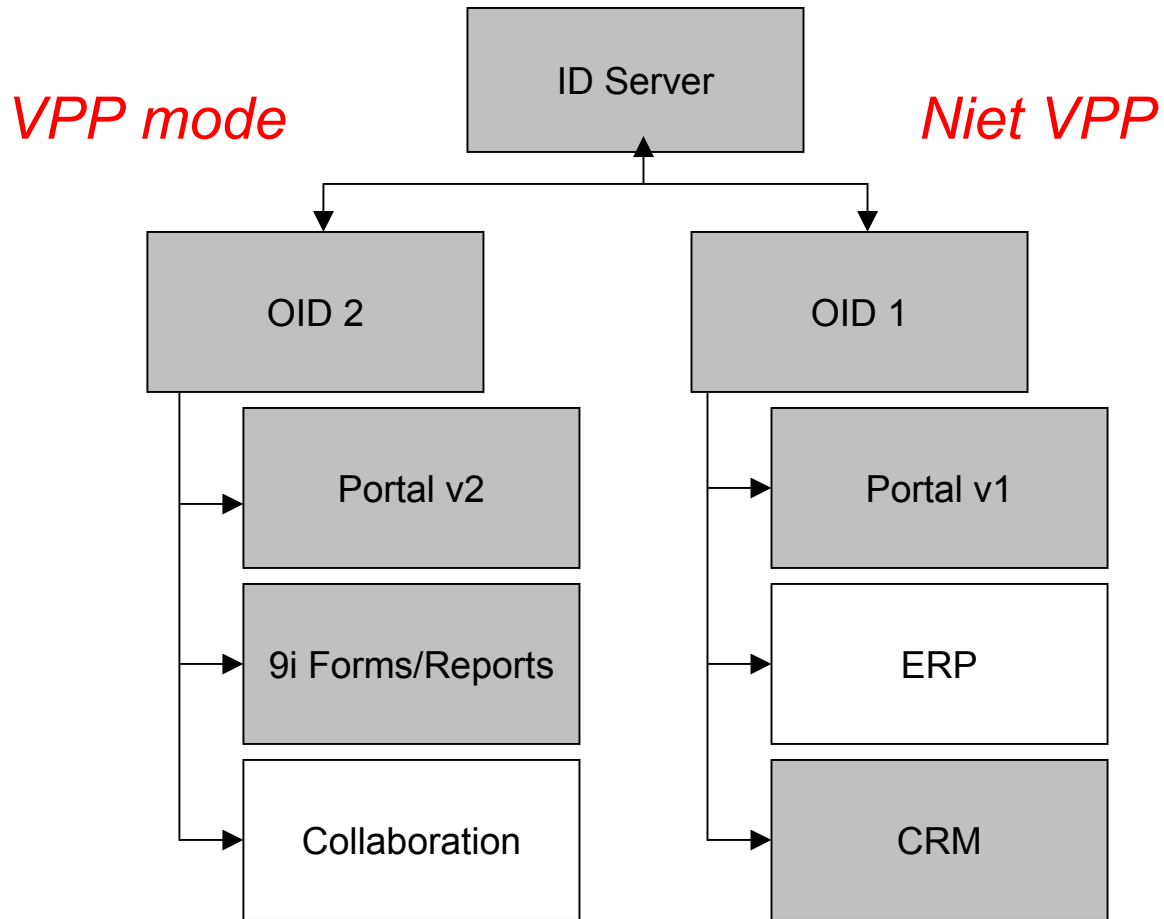 ID Server
VPP mode
Niet VPP
OID 2
OID 1
Portal v2
Portal v1
9i Forms/Reports
ERP
Collaboration
CRM